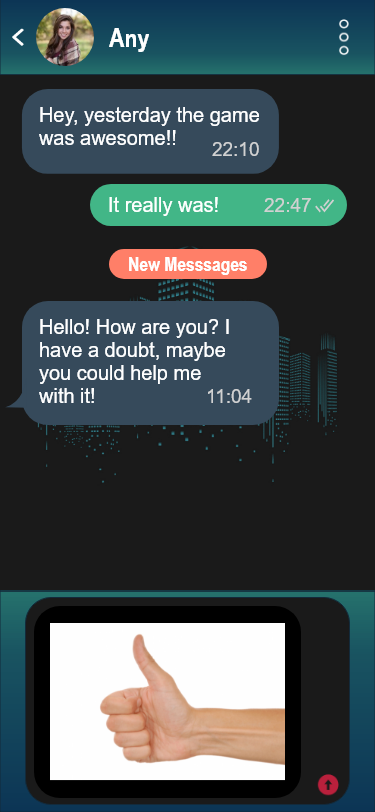 Any
Hey, yesterday the game
was awesome!!
22:10
It really was! 22:47
New Messsages
Hello! How are you? I
have a doubt, maybe
you could help me
with it! 11:04